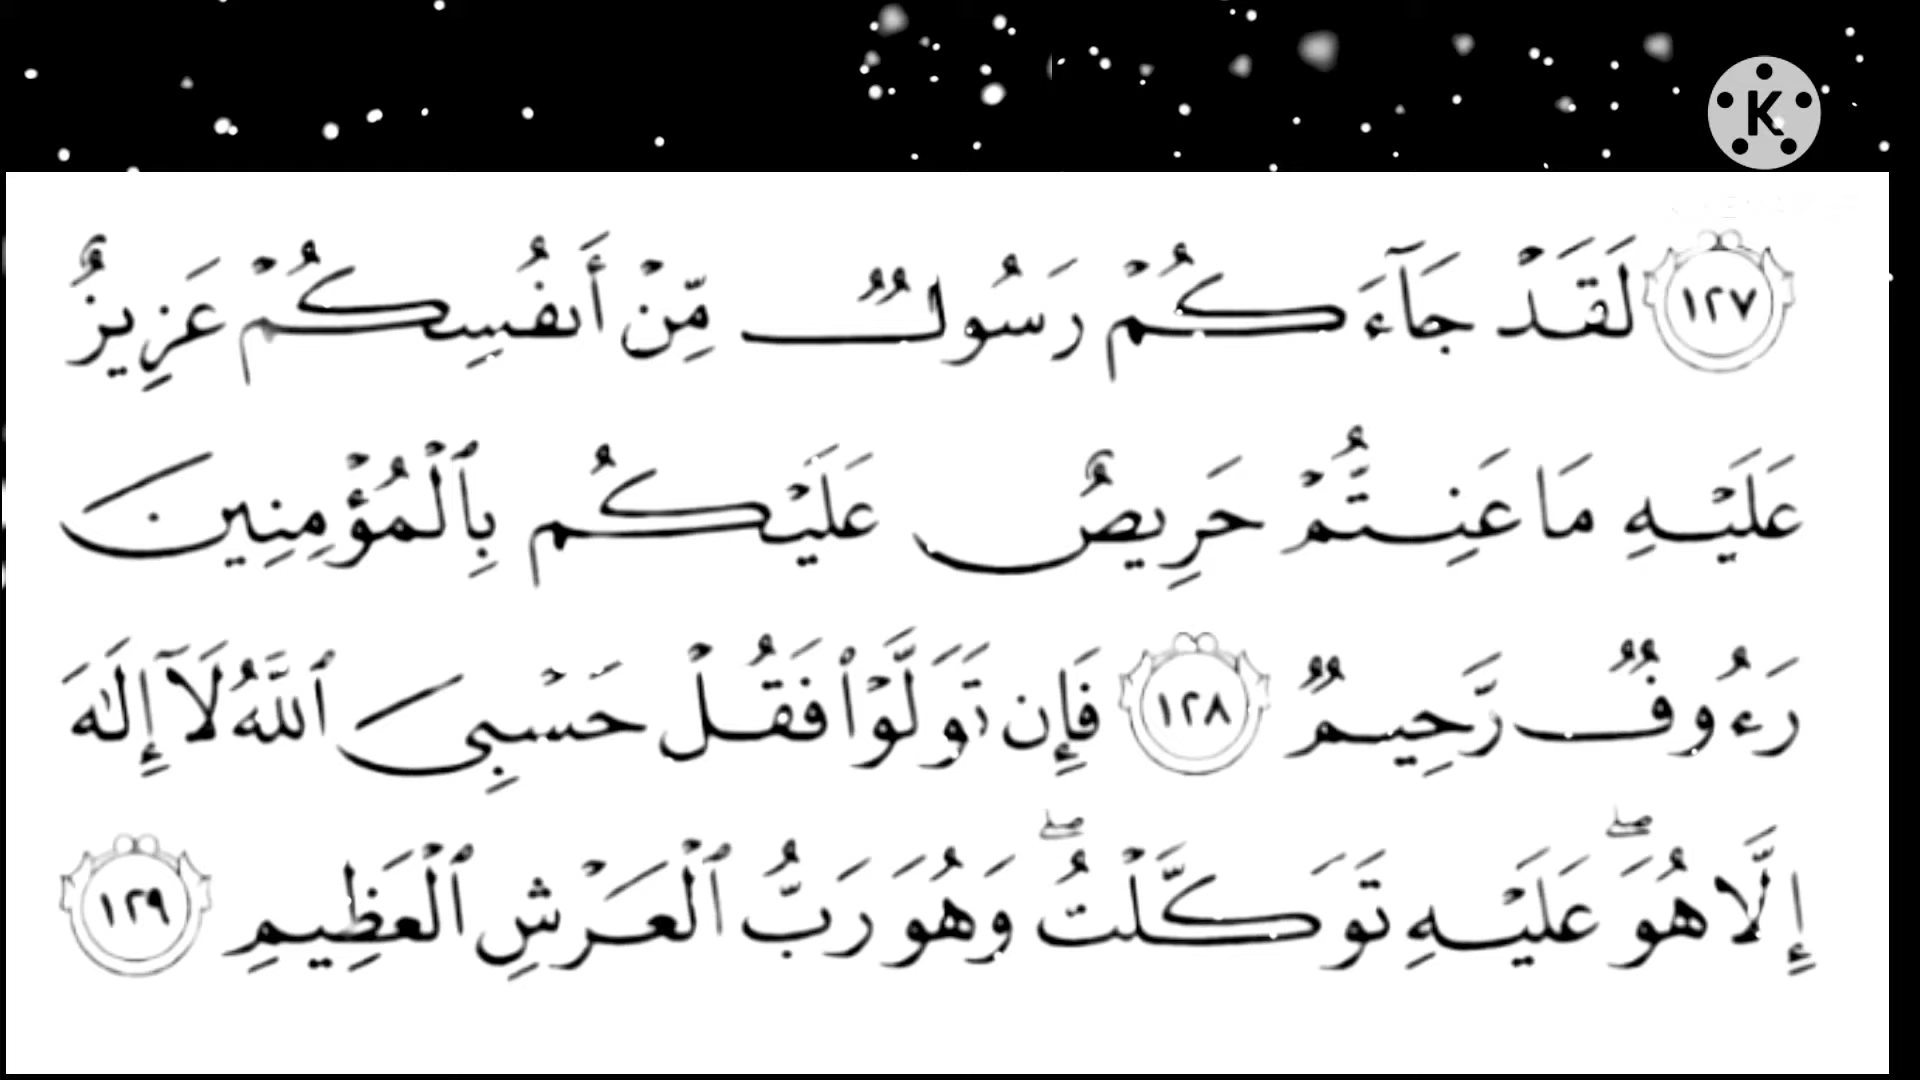 K
١٢٧ لَقَدْ جَآءَكُمْ رَسُولٌ مِّنْ أَنفُسِكُمْ عَزِيزٌ
عَلَيْهِ مَا عَنِتُّمْ حَرِيصٌ عَلَيْكُم بِٱلْمُؤْمِنِينَ
رَءُوفٌ رَّحِيمٌ ١٢٨ فَإِن تَوَلَّوْا۟ فَقُلْ حَسْبِىَ ٱللَّهُ لَآ إِلَٰهَ
إِلَّا هُوَ ۖ عَلَيْهِ تَوَكَّلْتُ ۖ وَهُوَ رَبُّ ٱلْعَرْشِ ٱلْعَظِيمِ ١٢٩